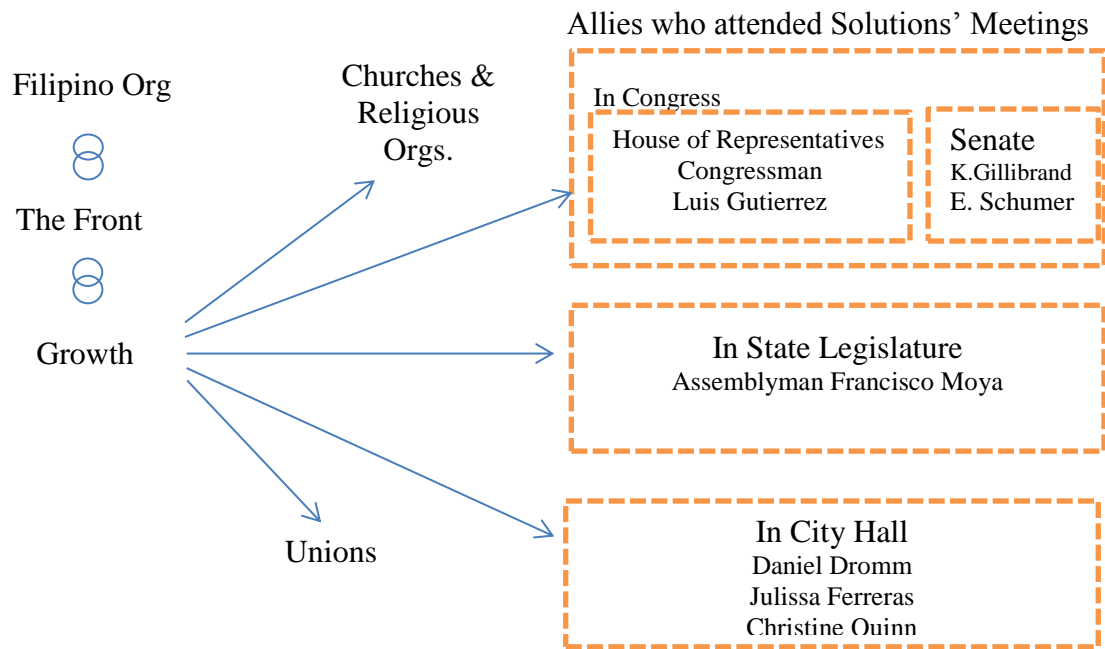 Allies who attended Solutions’ Meetings
Filipino Org
The Front
Growth
Churches &
Religious
Orgs.
Unions
In Congress
House of Representatives
Congressman
Luis Gutierrez
Senate
K.Gillibrand
E. Schumer
In State Legislature
Assemblyman Francisco Moya
In City Hall
Daniel Dromm
Julissa Ferreras
Christine Quinn